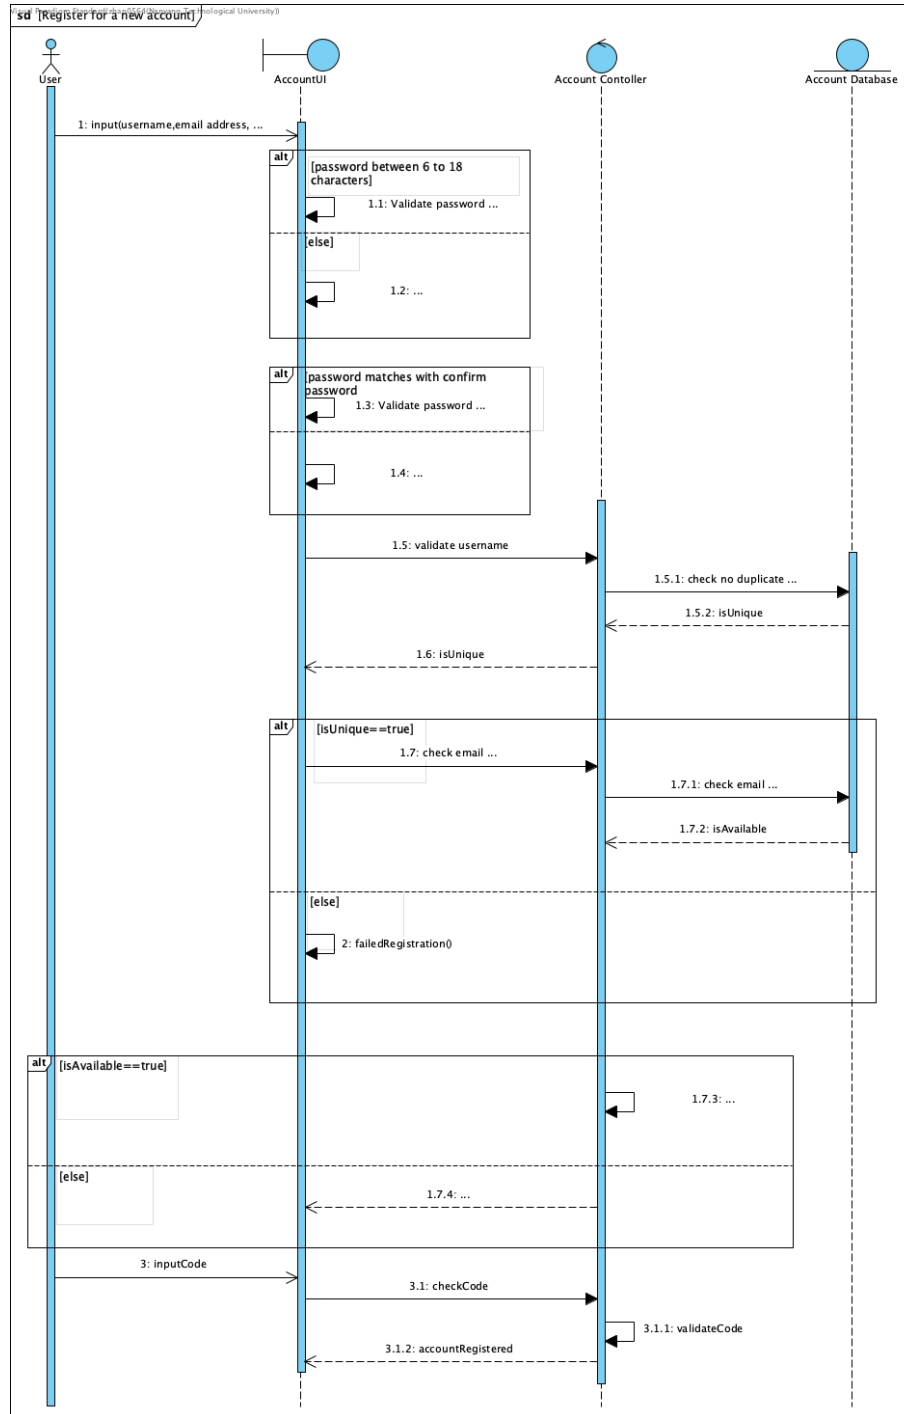 sd [Register for a new account]
User
AccountUI
Account Contoller
Account Database
1: input(username,email address, ...
alt
[password between 6 to 18
characters]
1.1: Validate password ...
[else]
1.2: ...
alt
[password matches with confirm
password
1.3: Validate password ...
1.4: ...
1.5: validate username
1.5.1: check no duplicate ...
1.5.2: isUnique
1.6: isUnique
alt
[isUnique==true]
1.7: check email ...
1.7.1: check email ...
1.7.2: isAvailable
[else]
2: failedRegistration()
alt
[isAvailable==true]
1.7.3: ...
[else]
1.7.4: ...
3: inputCode
3.1: checkCode
3.1.1: validateCode
3.1.2: accountRegistered